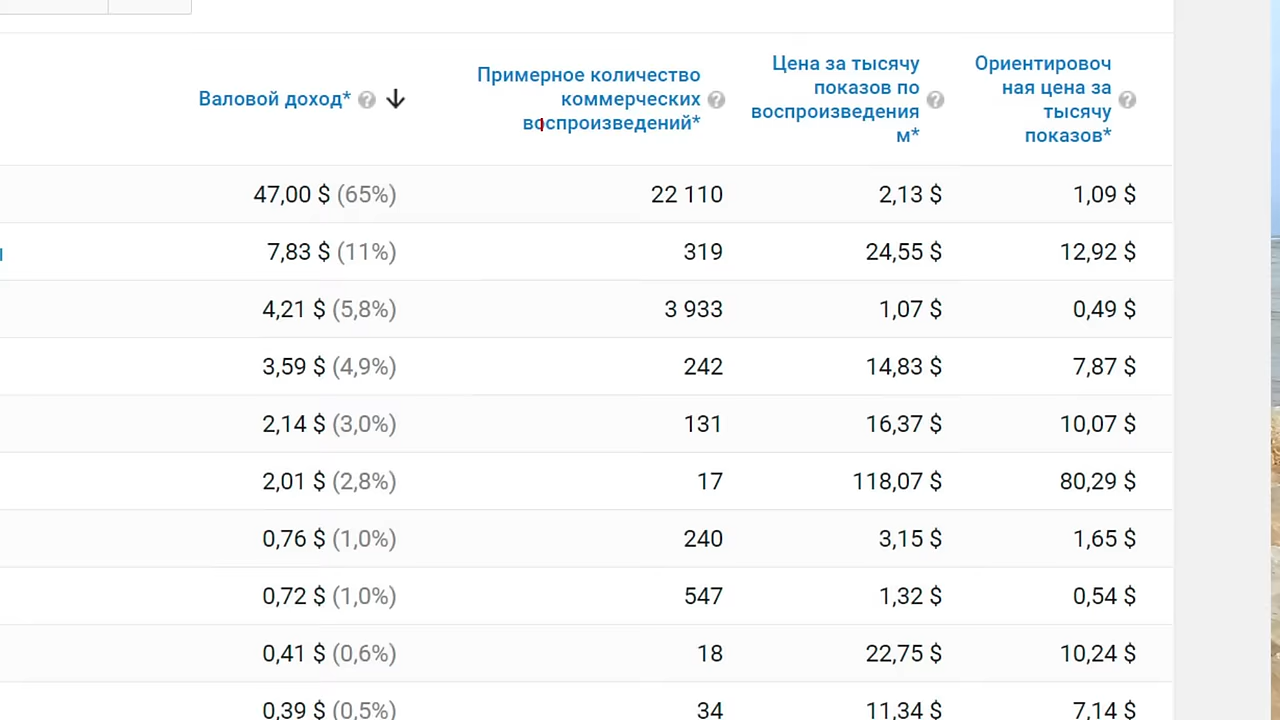 Валовой доход*
Примерное количество
коммерческих
воспроизведений*
Цена за тысячу
показов по
воспроизведения
м*
Ориентировоч
ная цена за
тысячу
показов*
47,00 $ (65%) 22 110 2,13 $ 1,09 $
7,83 $ (11%) 319 24,55 $ 12,92 $
4,21 $ (5,8%) 3 933 1,07 $ 0,49 $
3,59 $ (4,9%) 242 14,83 $ 7,87 $
2,14 $ (3,0%) 131 16,37 $ 10,07 $
2,01 $ (2,8%) 17 118,07 $ 80,29 $
0,76 $ (1,0%) 240 3,15 $ 1,65 $
0,72 $ (1,0%) 547 1,32 $ 0,54 $
0,41 $ (0,6%) 18 22,75 $ 10,24 $
0,39 $ (0,5%) 34 11,34 $ 7,14 $